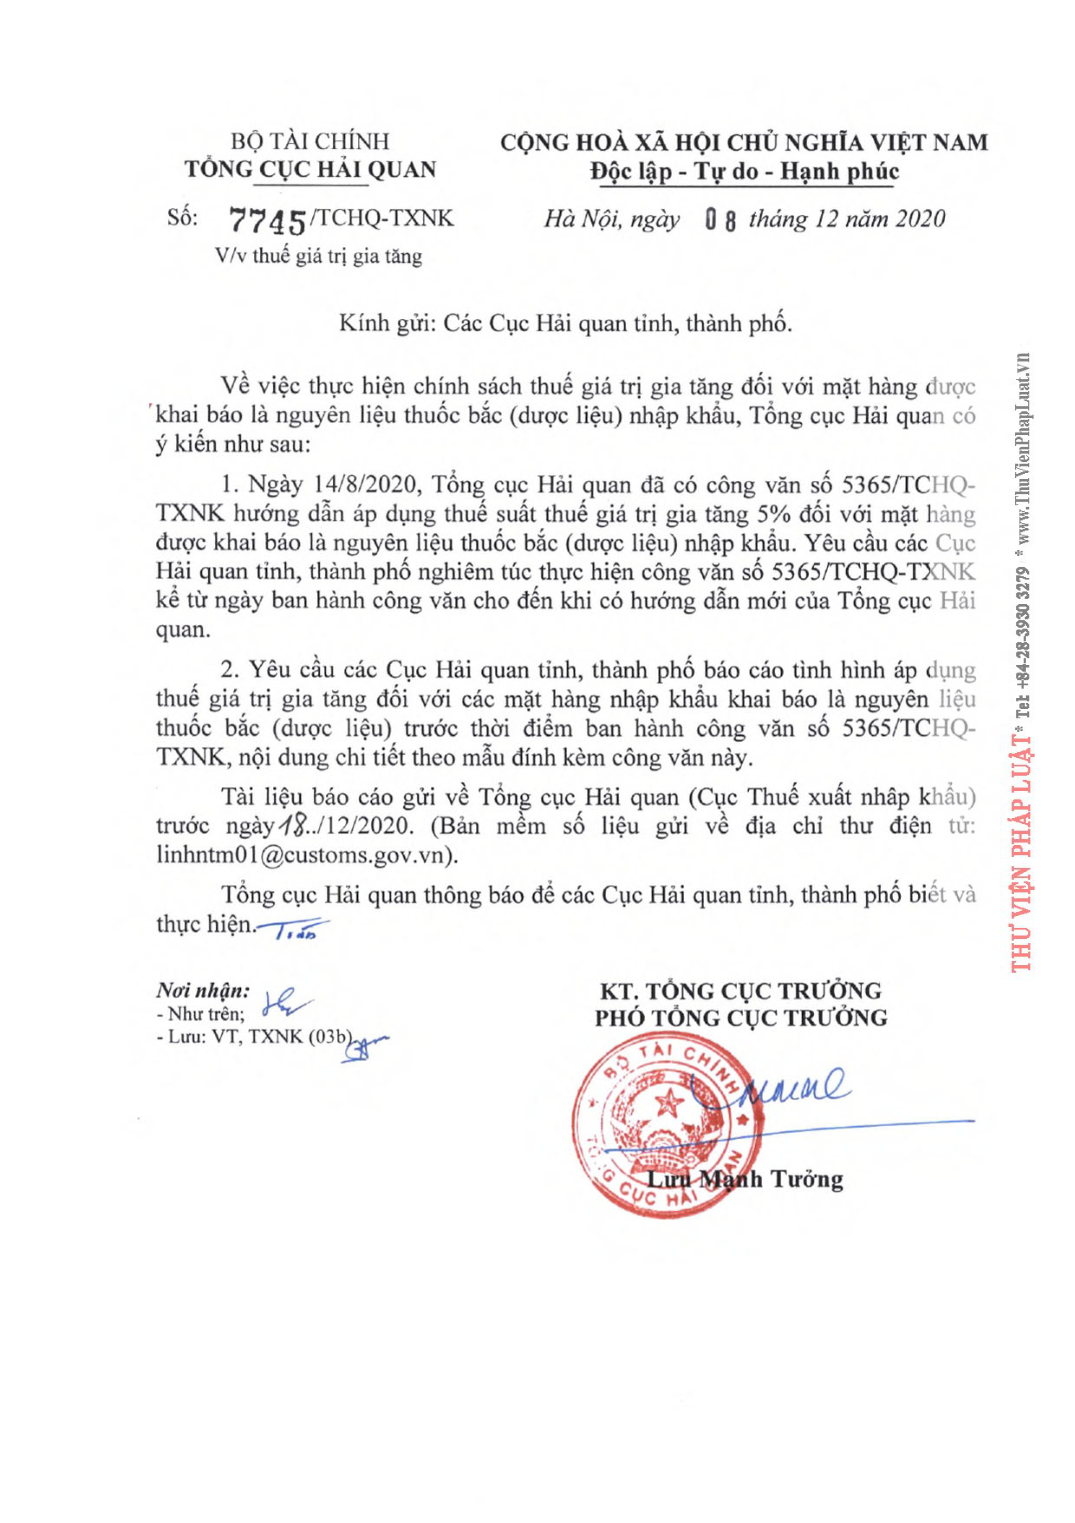 BỘ TÀI CHÍNH
TỔNG CỤC HẢI QUAN
Số: 7745/TCHQ-TXNK
V/v thuế giá trị gia tăng
CỘNG HOÀ XÃ HỘI CHỦ NGHĨA VIỆT NAM
Độc lập - Tự do - Hạnh phúc
Hà Nội, ngày 08 tháng 12 năm 2020
Kính gửi: Các Cục Hải quan tỉnh, thành phố.
Về việc thực hiện chính sách thuế giá trị gia tăng đối với mặt hàng được
khai báo là nguyên liệu thuốc bắc (dược liệu) nhập khẩu, Tổng cục Hải quan có
ý kiến như sau:
1. Ngày 14/8/2020, Tổng cục Hải quan đã có công văn số 5365/TCHQ-
TXNK hướng dẫn áp dụng thuế suất thuế giá trị gia tăng 5% đối với mặt hàng
được khai báo là nguyên liệu thuốc bắc (dược liệu) nhập khẩu. Yêu cầu các Cục
Hải quan tỉnh, thành phố nghiêm túc thực hiện công văn số 5365/TCHQ-TXNK
kể từ ngày ban hành công văn cho đến khi có hướng dẫn mới của Tổng cục Hải
quan.
2. Yêu cầu các Cục Hải quan tỉnh, thành phố báo cáo tình hình áp dụng
thuế giá trị gia tăng đối với các mặt hàng nhập khẩu khai báo là nguyên liệu
thuốc bắc (dược liệu) trước thời điểm ban hành công văn số 5365/TCHQ-
TXNK, nội dung chi tiết theo mẫu đính kèm công văn này.
Tài liệu báo cáo gửi về Tổng cục Hải quan (Cục Thuế xuất nhâp khẩu)
trước ngày 18../12/2020. (Bản mềm số liệu gửi về địa chỉ thư điện tử:
linhntm01@customs.gov.vn).
Tổng cục Hải quan thông báo để các Cục Hải quan tỉnh, thành phố biết và
thực hiện.
Nơi nhận:
- Như trên;
- Lưu: VT, TXNK (03b)
KT. TỔNG CỤC TRƯỞNG
PHÓ TỔNG CỤC TRƯỞNG
BỘ TÀI CHÍNH
TỔNG CỤC HẢI QUAN
Lưu Mạnh Tưởng
THƯ VIỆN PHÁP LUẬT * Tel: +84-28-3930 3279 * www.ThuVienPhapLuat.vn